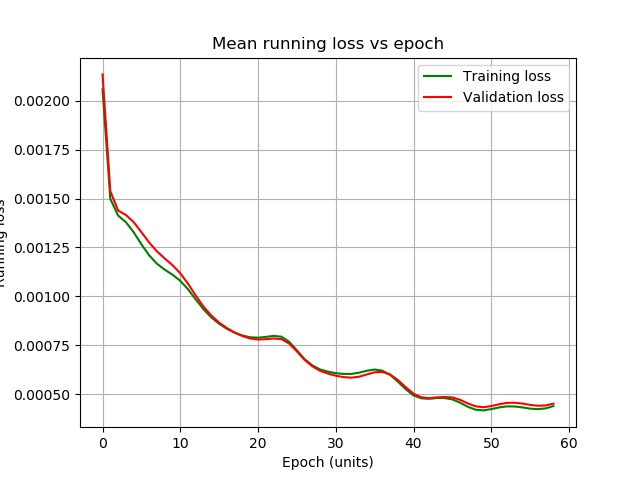 Mean running loss vs epoch
Training loss
Validation loss
0.00200
0.00175
0.00150
0.00125
0.00100
0.00075
0.00050
Running loss
0 10 20 30 40 50 60
Epoch (units)